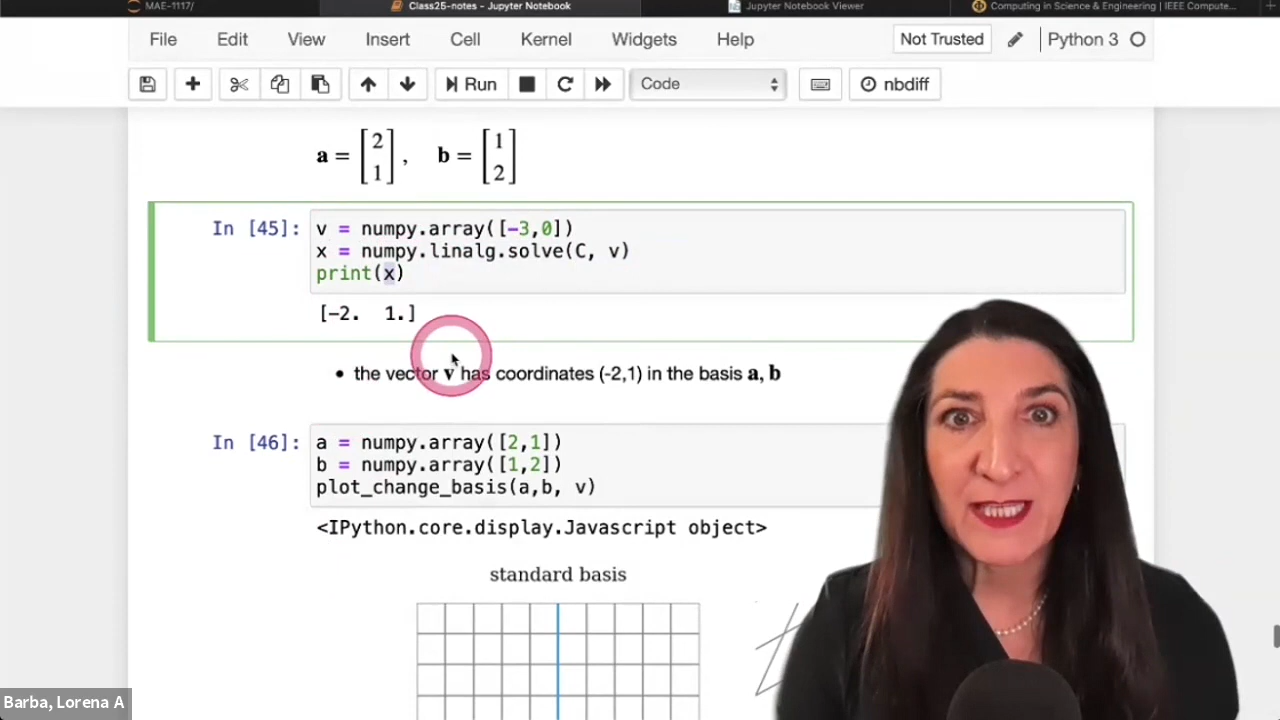 MAE-1117/ Class25-notes - Jupyter Notebook Jupyter Notebook Viewer Computing in Science & Engineering | IEEE Compute...
File Edit View Insert Cell Kernel Widgets Help Not Trusted Python 3
Run Code nbdiff
a = [2 1], b = [1 2]
In [45]: v = numpy.array([-3,0])
x = numpy.linalg.solve(C, v)
print(x)
[-2. 1.]
• the vector v has coordinates (-2,1) in the basis a, b
In [46]: a = numpy.array([2,1])
b = numpy.array([1,2])
plot_change_basis(a,b, v)
<IPython.core.display.Javascript object>
standard basis
Barba, Lorena A